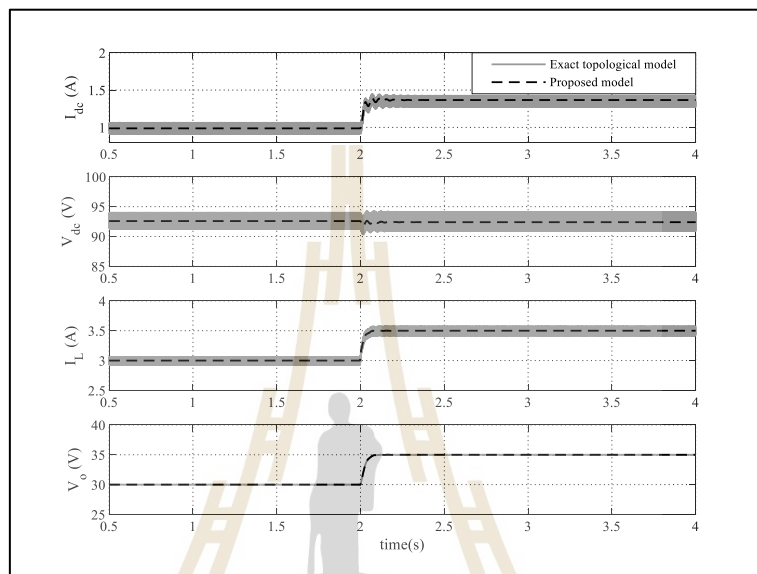 2
1.5
1
I_dc (A)
Exact topological model
Proposed model
0.5 1 1.5 2 2.5 3 3.5 4
100
95
90
85
V_dc (V)
0.5 1 1.5 2 2.5 3 3.5 4
4
3.5
3
2.5
I_L (A)
0.5 1 1.5 2 2.5 3 3.5 4
40
35
30
25
V_o (V)
0.5 1 1.5 2 2.5 3 3.5 4
time(s)